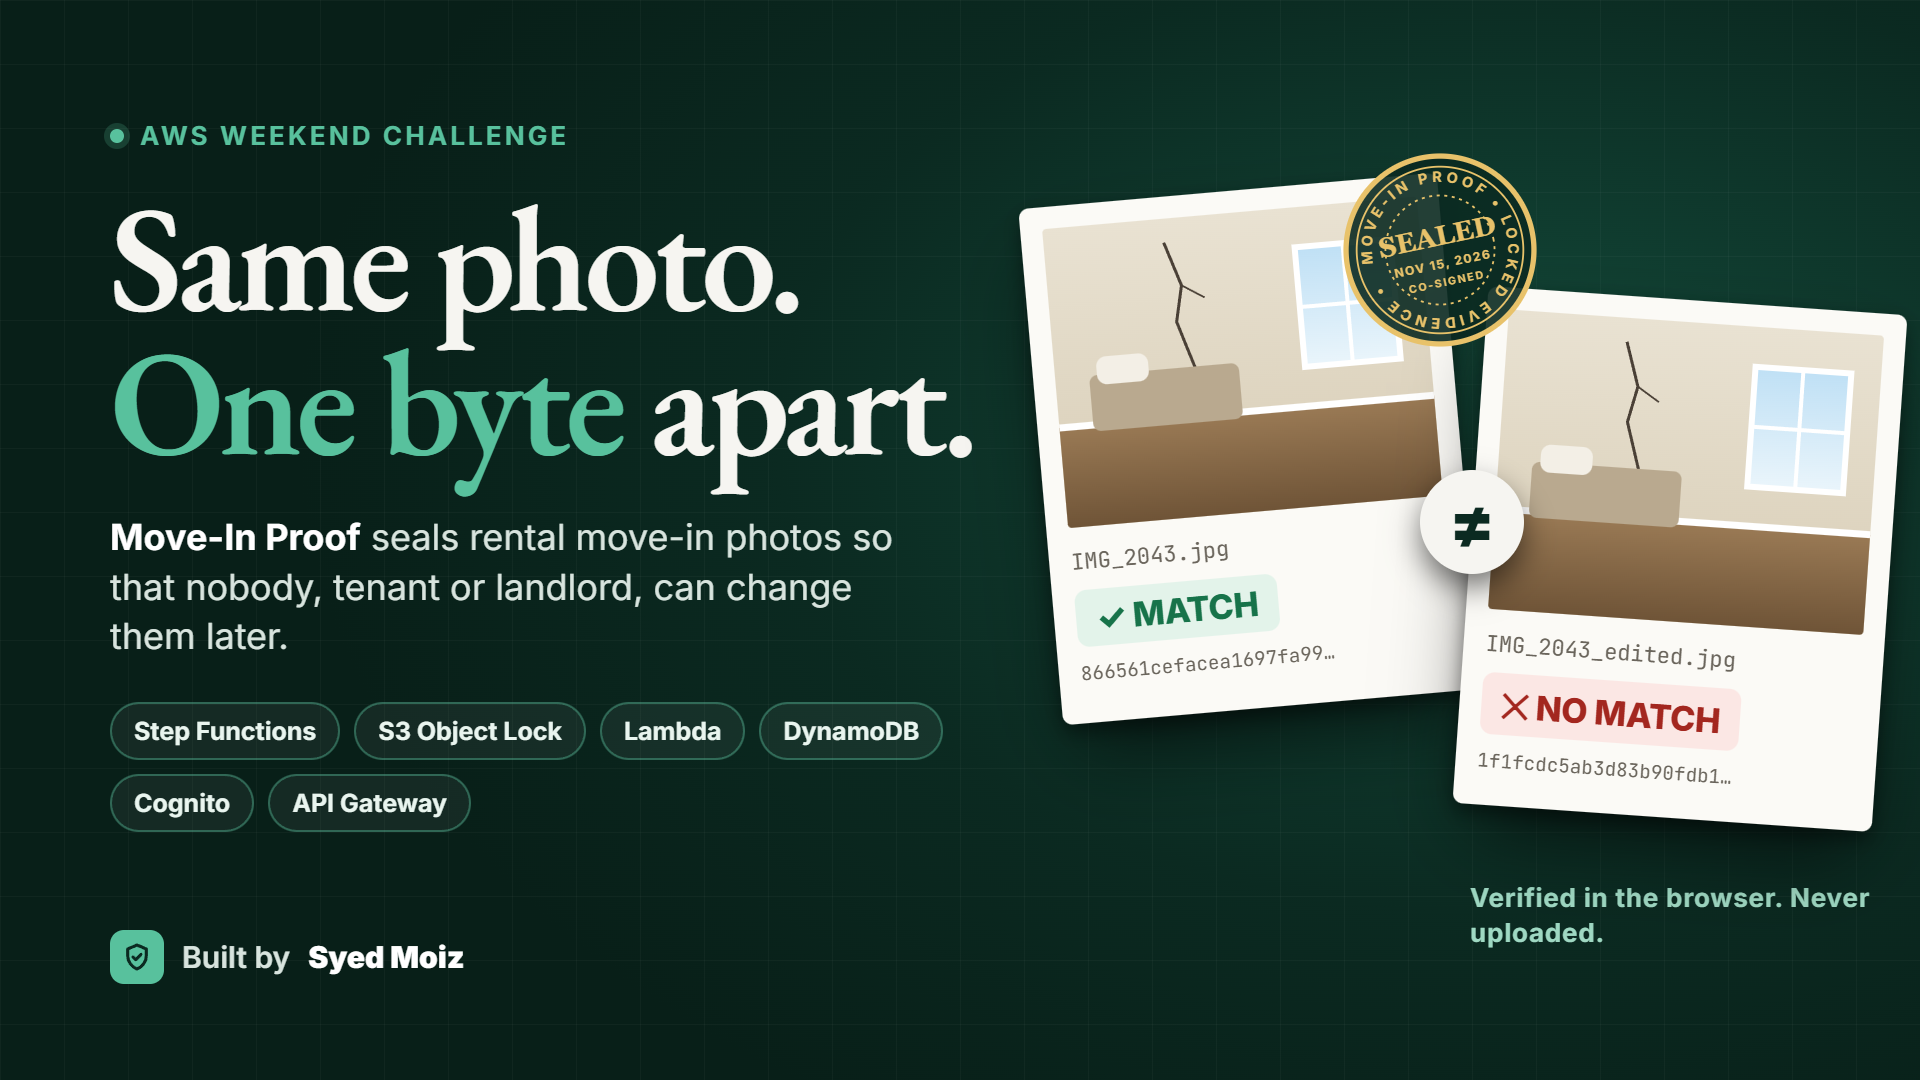 AWS WEEKEND CHALLENGE
Same photo.
One byte apart.
Move-In Proof seals rental move-in photos so
that nobody, tenant or landlord, can change
them later.
Step Functions
S3 Object Lock
Lambda
DynamoDB
Cognito
API Gateway
Built by Syed Moiz
MOVE-IN PROOF • LOCKED EVIDENCE •
SEALED
NOV 15, 2026
CO-SIGNED
IMG_2043.jpg
✓ MATCH
866561cefacea1697fa99…
≠
IMG_2043_edited.jpg
✕ NO MATCH
1f1fcdc5ab3d83b90fdb1…
Verified in the browser. Never
uploaded.